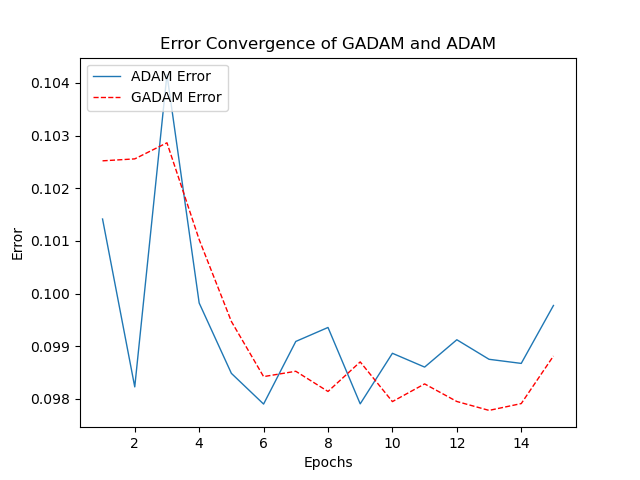 Error Convergence of GADAM and ADAM
ADAM Error
GADAM Error
0.104
0.103
0.102
0.101
0.100
0.099
0.098
Error
2 4 6 8 10 12 14
Epochs